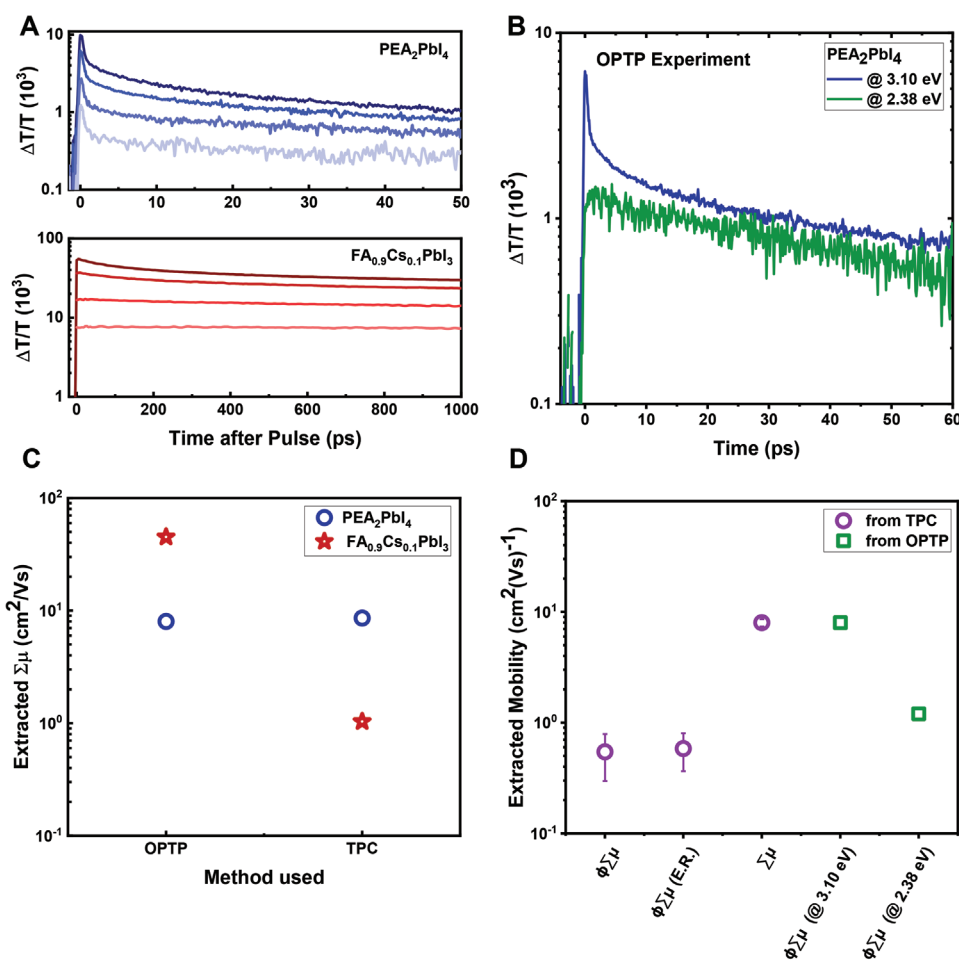 A
PEA₂PbI₄
ΔT/T (10³)
10
1
0.1
0
10
20
30
40
50
FA₀.₉Cs₀.₁PbI₃
ΔT/T (10³)
100
10
1
0
200
400
600
800
1000
Time after Pulse (ps)
B
OPTP Experiment
PEA₂PbI₄
@ 3.10 eV
@ 2.38 eV
ΔT/T (10³)
10
1
0.1
0
10
20
30
40
50
60
Time (ps)
C
PEA₂PbI₄
FA₀.₉Cs₀.₁PbI₃
Extracted Σμ (cm²/Vs)
10²
10¹
10⁰
10⁻¹
OPTP
TPC
Method used
D
from TPC
from OPTP
Extracted Mobility (cm²(Vs)⁻¹
10²
10¹
10⁰
10⁻¹
ϕΣμ
ϕΣμ (E.R.)
Σμ
ϕΣμ (@ 3.10 eV)
ϕΣμ (@ 2.38 eV)